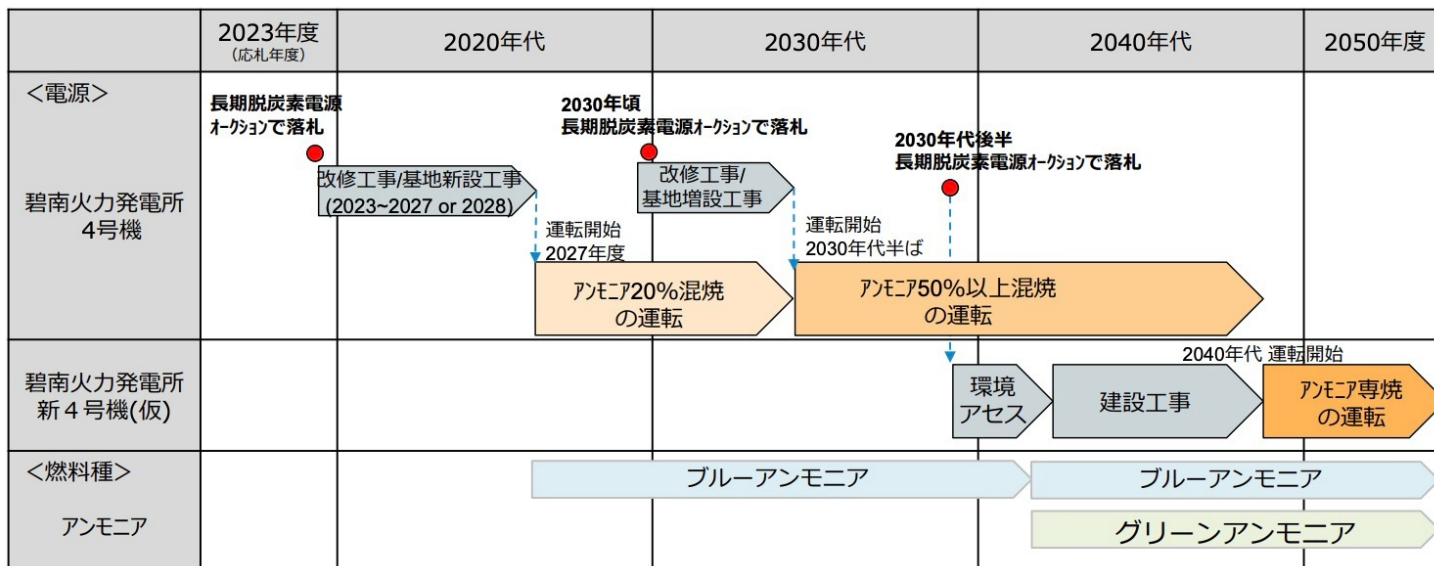 2023年度
(応札年度)
2020年代
2030年代
2040年代
2050年度
＜電源＞
碧南火力発電所
4号機
長期脱炭素電源
ｵｰｸｼｮﾝで落札
2030年頃
長期脱炭素電源ｵｰｸｼｮﾝで落札
2030年代後半
長期脱炭素電源ｵｰｸｼｮﾝで落札
改修工事/基地新設工事
(2023~2027 or 2028)
改修工事/
基地増設工事
運転開始
2027年度
運転開始
2030年代半ば
ｱﾝﾓﾆｱ20%混焼
の運転
ｱﾝﾓﾆｱ50%以上混焼
の運転
碧南火力発電所
新４号機(仮)
2040年代 運転開始
環境
アセス
建設工事
ｱﾝﾓﾆｱ専焼
の運転
＜燃料種＞
アンモニア
ブルーアンモニア
ブルーアンモニア
グリーンアンモニア